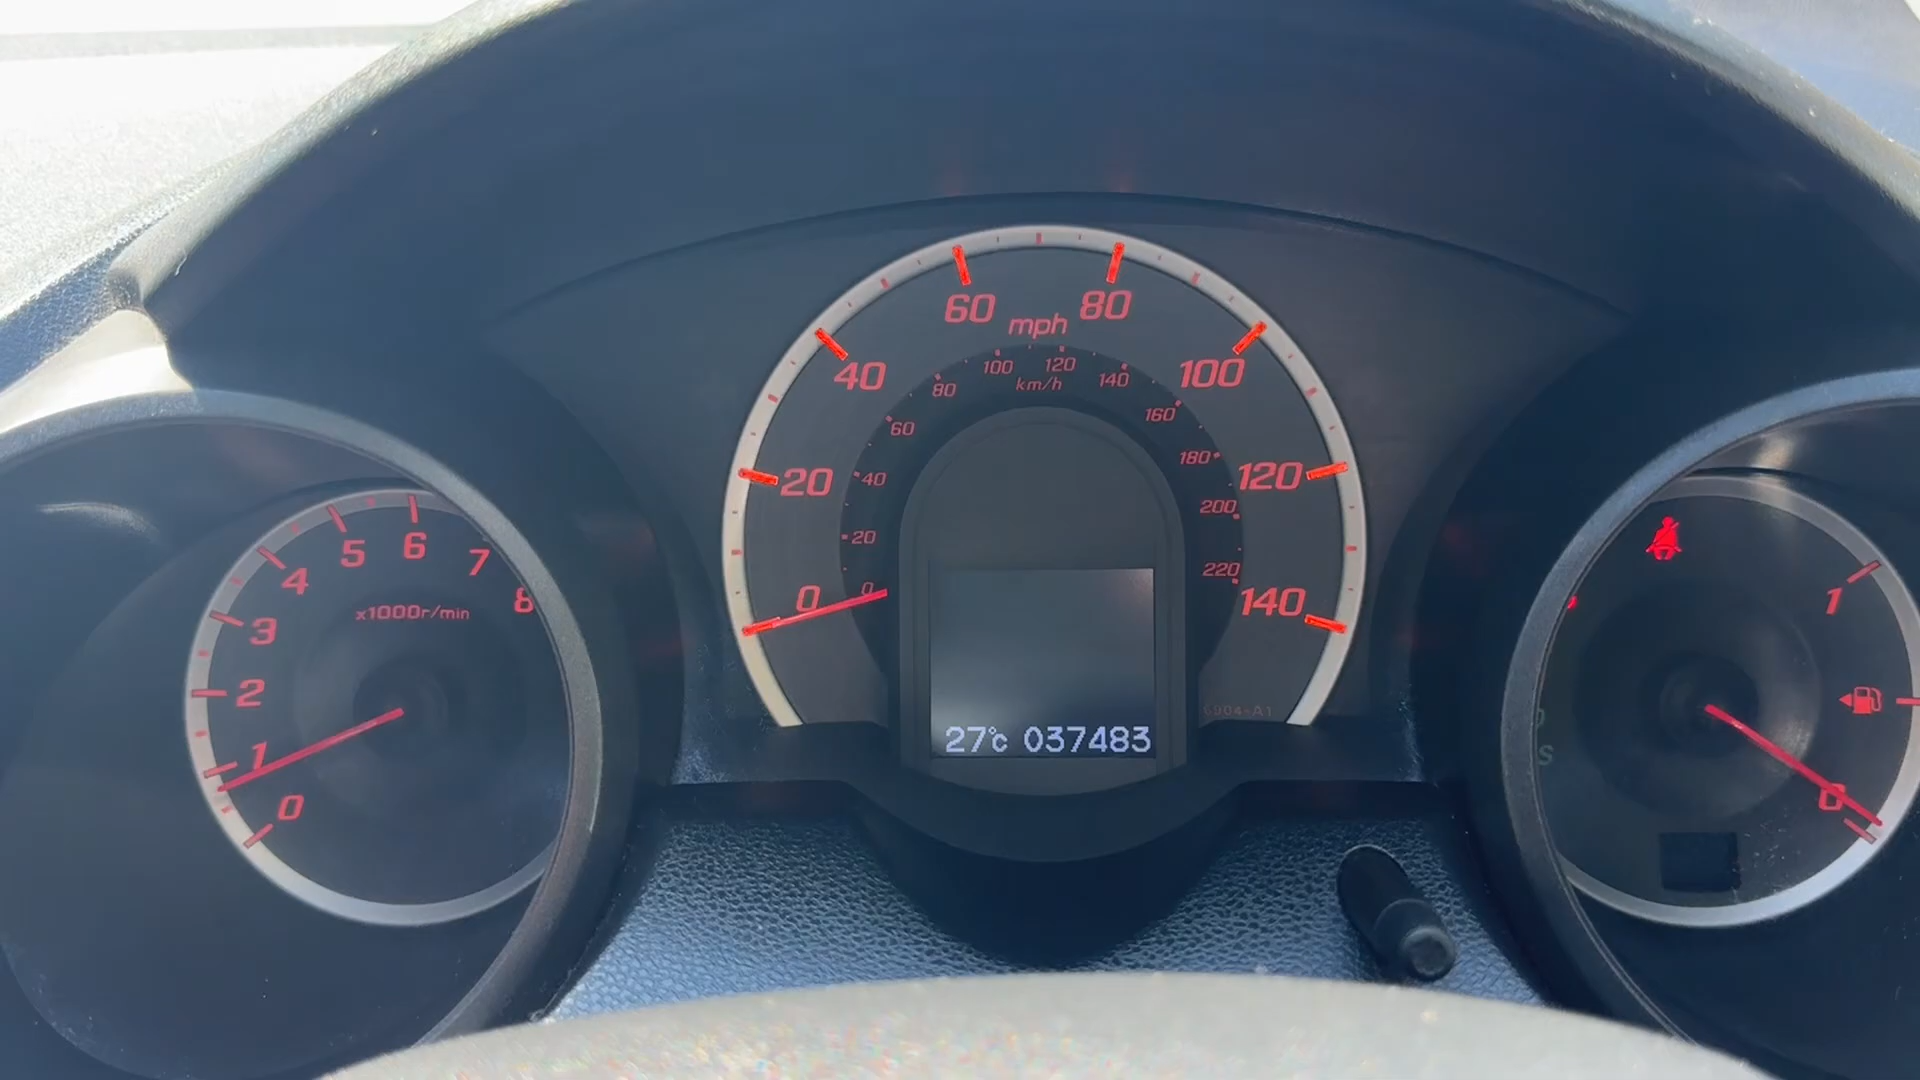 60 mph 80
40 100
20 120
0 140
80 100 120 140
km/h
60 160
40 180
20 200
0 220
5 6 7
4 8
x1000r/min
3
2
1
0
1
0
S
6904-A1
27°c 037483